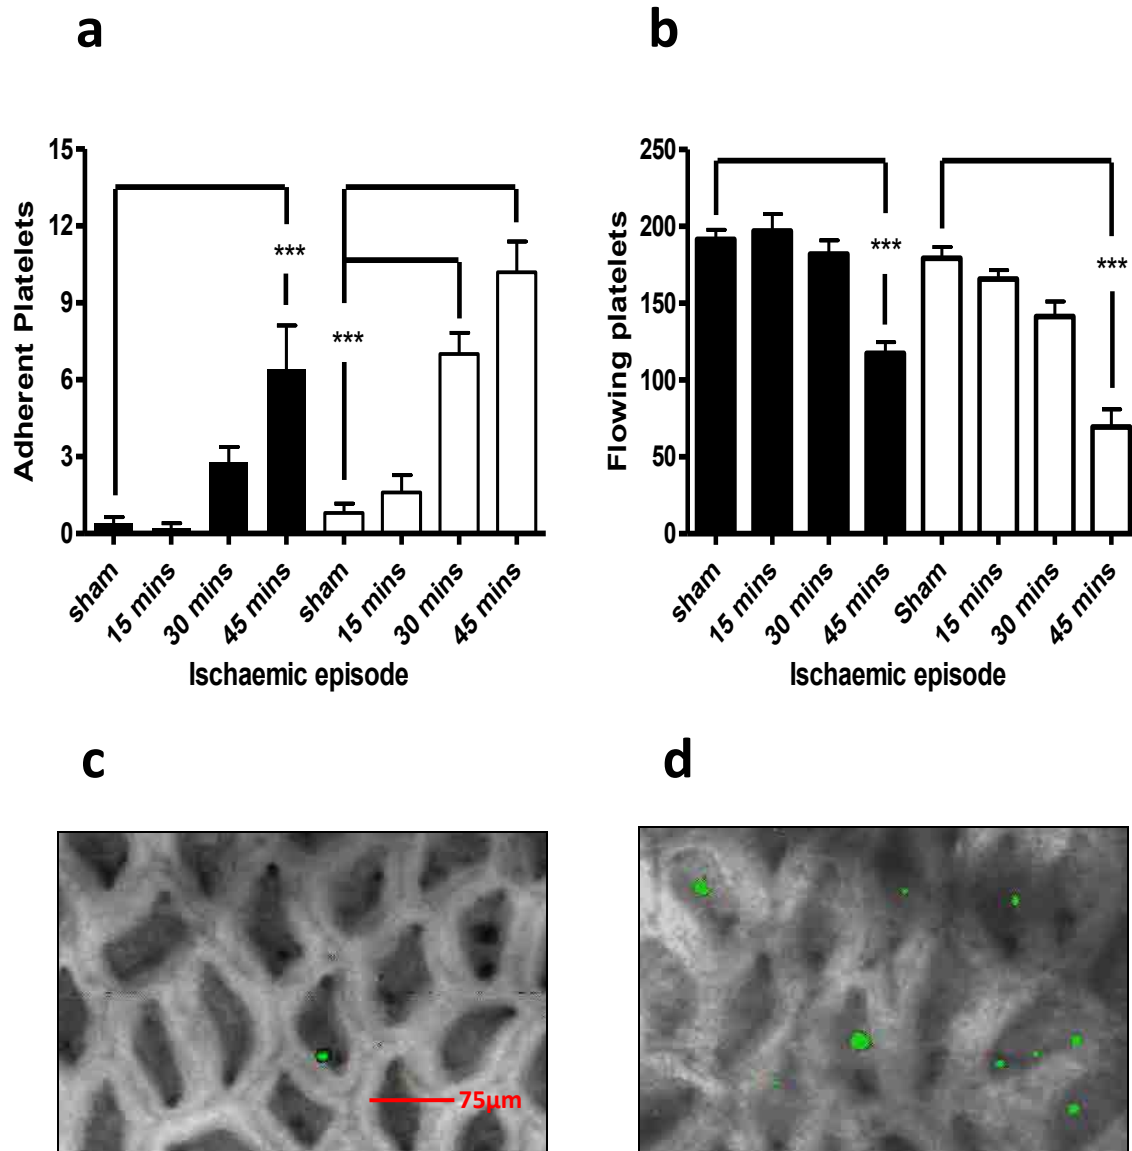 a
b
15
12
9
6
3
0
Adherent Platelets
***
***
sham
15 mins
30 mins
45 mins
sham
15 mins
30 mins
45 mins
Ischaemic episode
250
200
150
100
50
0
Flowing platelets
***
***
sham
15 mins
30 mins
45 mins
Sham
15 mins
30 mins
45 mins
Ischaemic episode
c
d
75µm